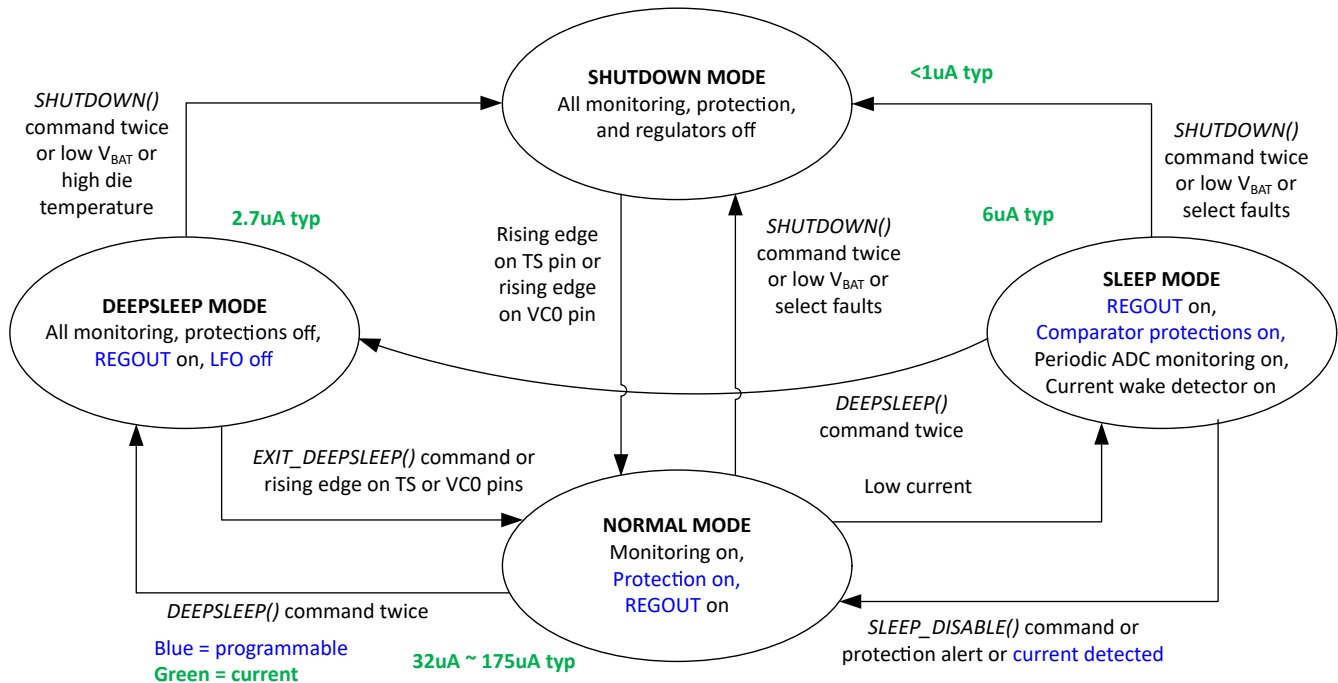 SHUTDOWN MODE
All monitoring, protection,
and regulators off
<1uA typ
SHUTDOWN()
command twice
or low VBAT or
high die
temperature
2.7uA typ
SHUTDOWN()
command twice
or low VBAT or
select faults
6uA typ
Rising edge
on TS pin or
rising edge
on VC0 pin
SHUTDOWN()
command twice
or low VBAT or
select faults
DEEPSLEEP MODE
All monitoring, protections off,
REGOUT on, LFO off
SLEEP MODE
REGOUT on,
Comparator protections on,
Periodic ADC monitoring on,
Current wake detector on
DEEPSLEEP()
command twice
EXIT_DEEPSLEEP() command or
rising edge on TS or VC0 pins
Low current
NORMAL MODE
Monitoring on,
Protection on,
REGOUT on
DEEPSLEEP() command twice
SLEEP_DISABLE() command or
protection alert or current detected
Blue = programmable
Green = current
32uA ~ 175uA typ